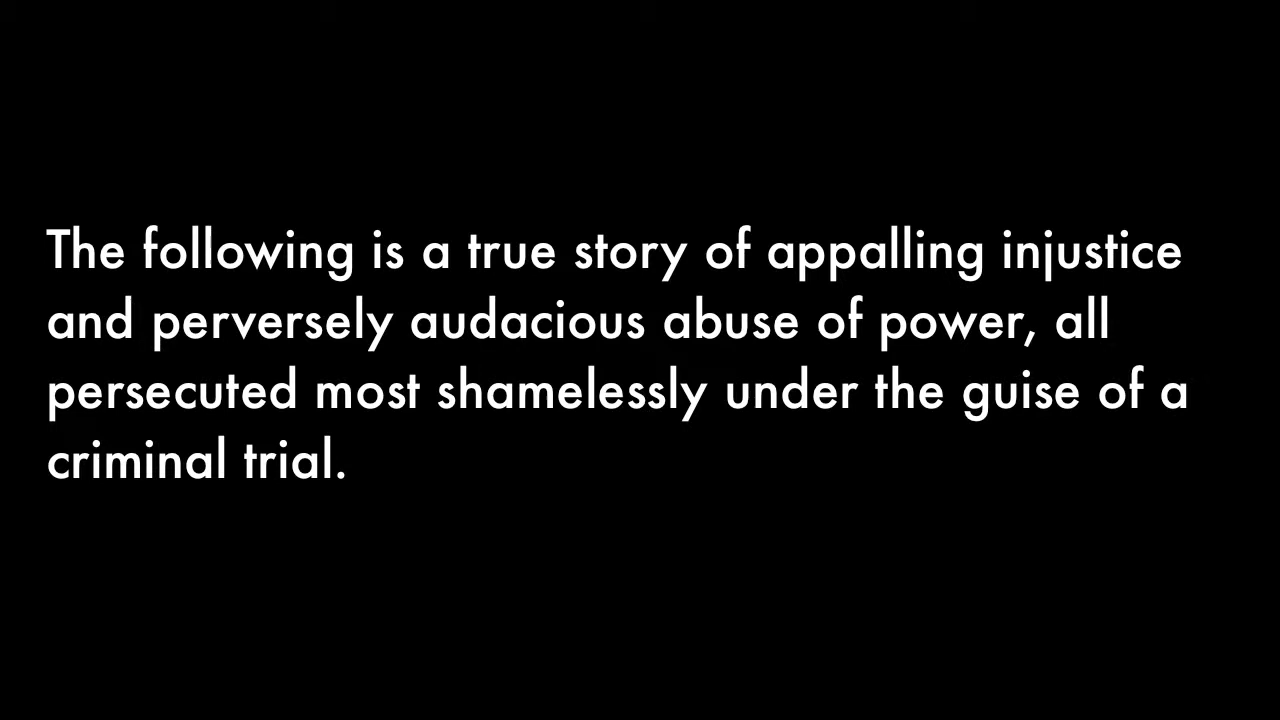 The following is a true story of appalling injustice
and perversely audacious abuse of power, all
persecuted most shamelessly under the guise of a
criminal trial.